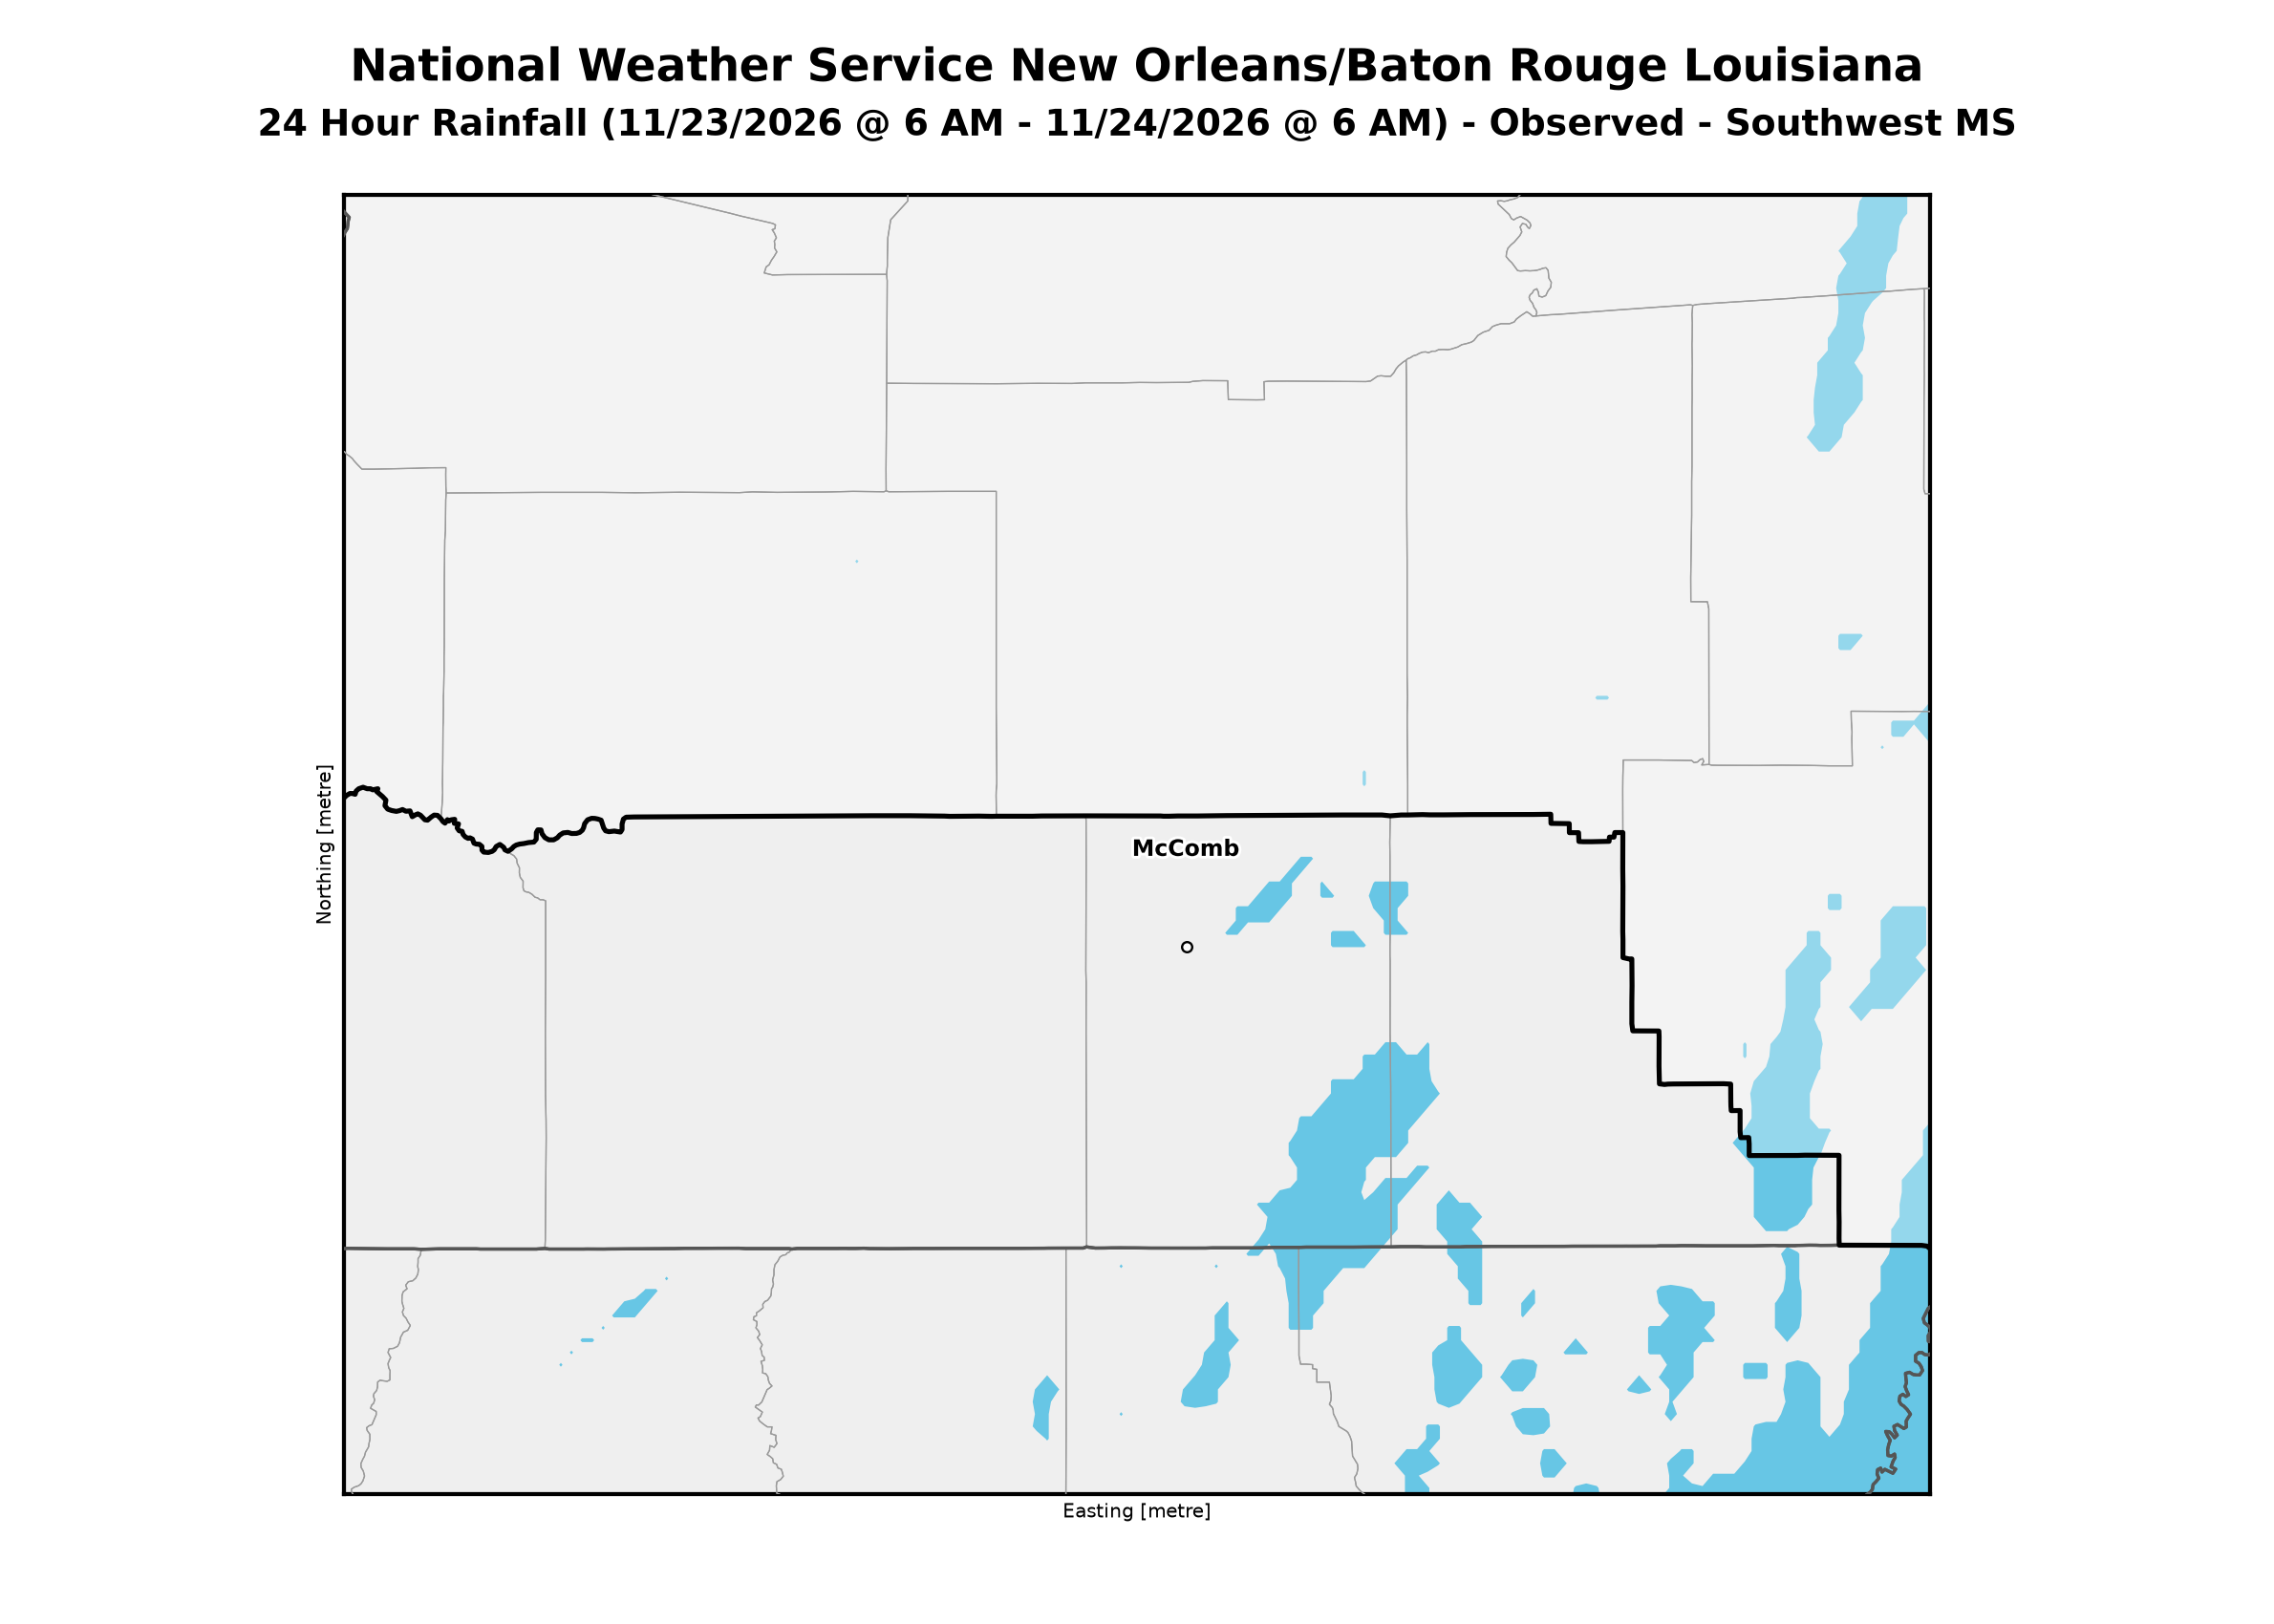 National Weather Service New Orleans/Baton Rouge Louisiana
24 Hour Rainfall (11/23/2026 @ 6 AM - 11/24/2026 @ 6 AM) - Observed - Southwest MS
Northing [metre]
McComb
Easting [metre]